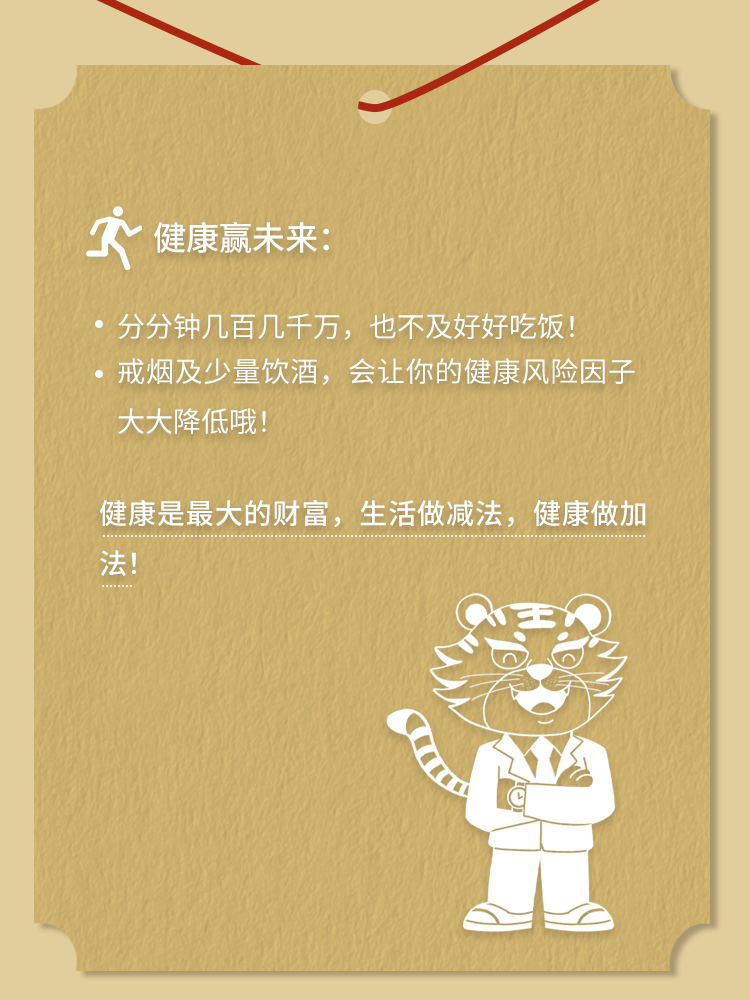 健康赢未来：
分分钟几百几千万，也不及好好吃饭！
戒烟及少量饮酒，会让你的健康风险因子
大大降低哦！
健康是最大的财富，生活做减法，健康做加
法！
王